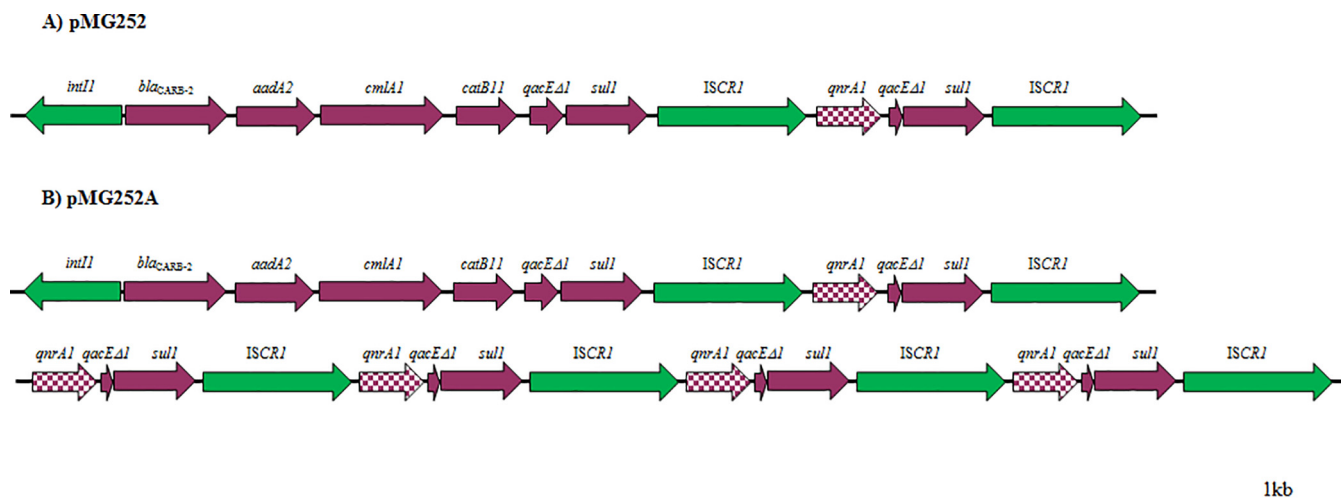 A) pMG252
intI1 blaCARB-2 aadA2 cmlA1 catB11 qacEΔ1 sul1 ISCR1 qnrA1 qacEΔ1 sul1 ISCR1
B) pMG252A
intI1 blaCARB-2 aadA2 cmlA1 catB11 qacEΔ1 sul1 ISCR1 qnrA1 qacEΔ1 sul1 ISCR1
qnrA1 qacEΔ1 sul1 ISCR1 qnrA1 qacEΔ1 sul1 ISCR1 qnrA1 qacEΔ1 sul1 ISCR1 qnrA1 qacEΔ1 sul1 ISCR1
1kb